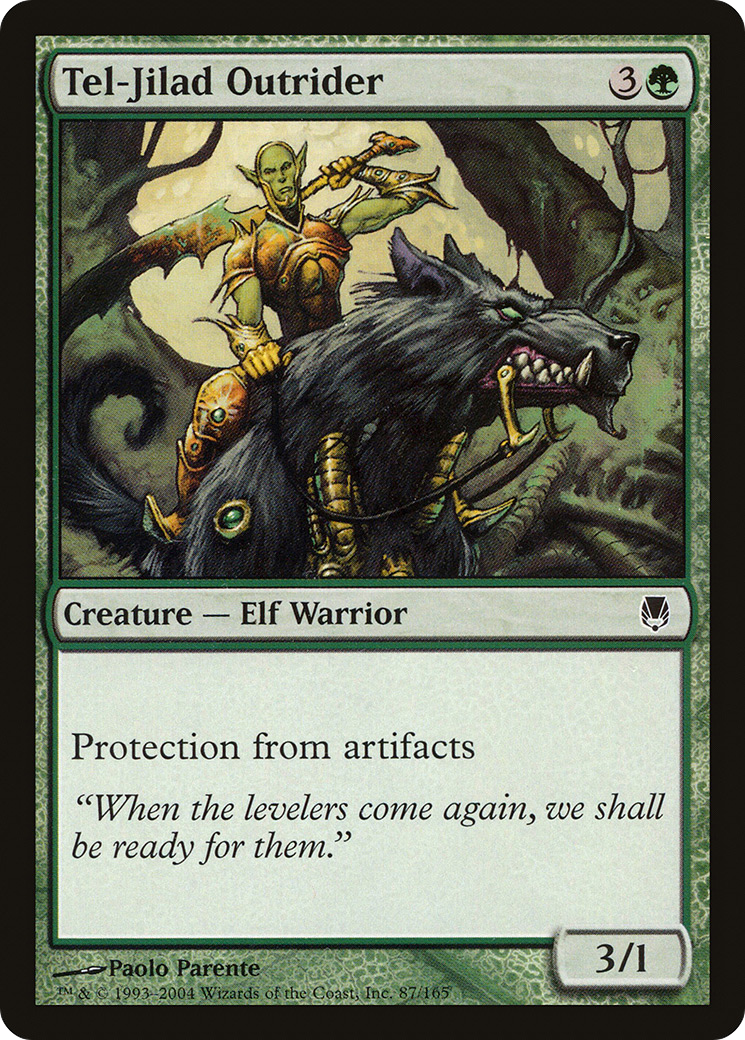 Tel-Jilad Outrider 3
Creature — Elf Warrior
Protection from artifacts
“When the levelers come again, we shall
be ready for them.”
3/1
Paolo Parente
™ & © 1993–2004 Wizards of the Coast, Inc. 87/165